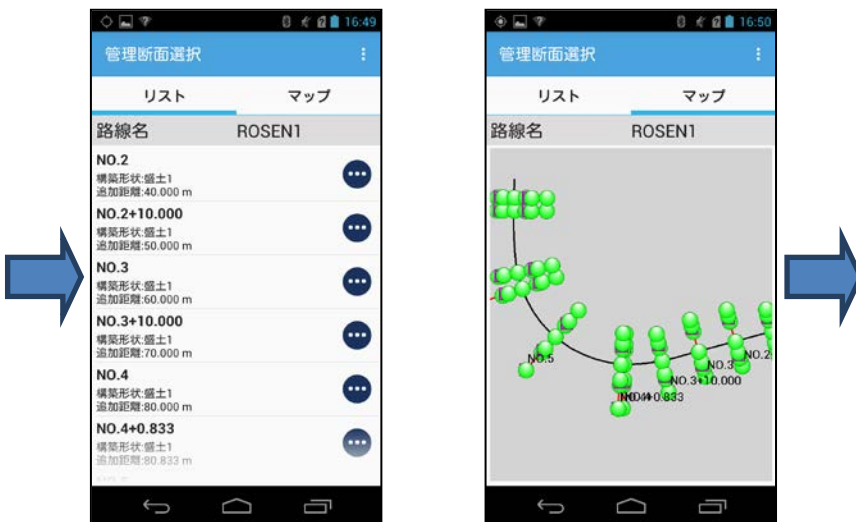 16:49
管理断面選択
リスト マップ
路線名 ROSEN1
NO.2
構築形状:盛土1
追加距離:40.000 m
NO.2+10.000
構築形状:盛土1
追加距離:50.000 m
NO.3
構築形状:盛土1
追加距離:60.000 m
NO.3+10.000
構築形状:盛土1
追加距離:70.000 m
NO.4
構築形状:盛土1
追加距離:80.000 m
NO.4+0.833
構築形状:盛土1
追加距離:80.833 m
16:50
管理断面選択
リスト マップ
路線名 ROSEN1
NO.5
NO.3
NO.2
NO.3+10.000